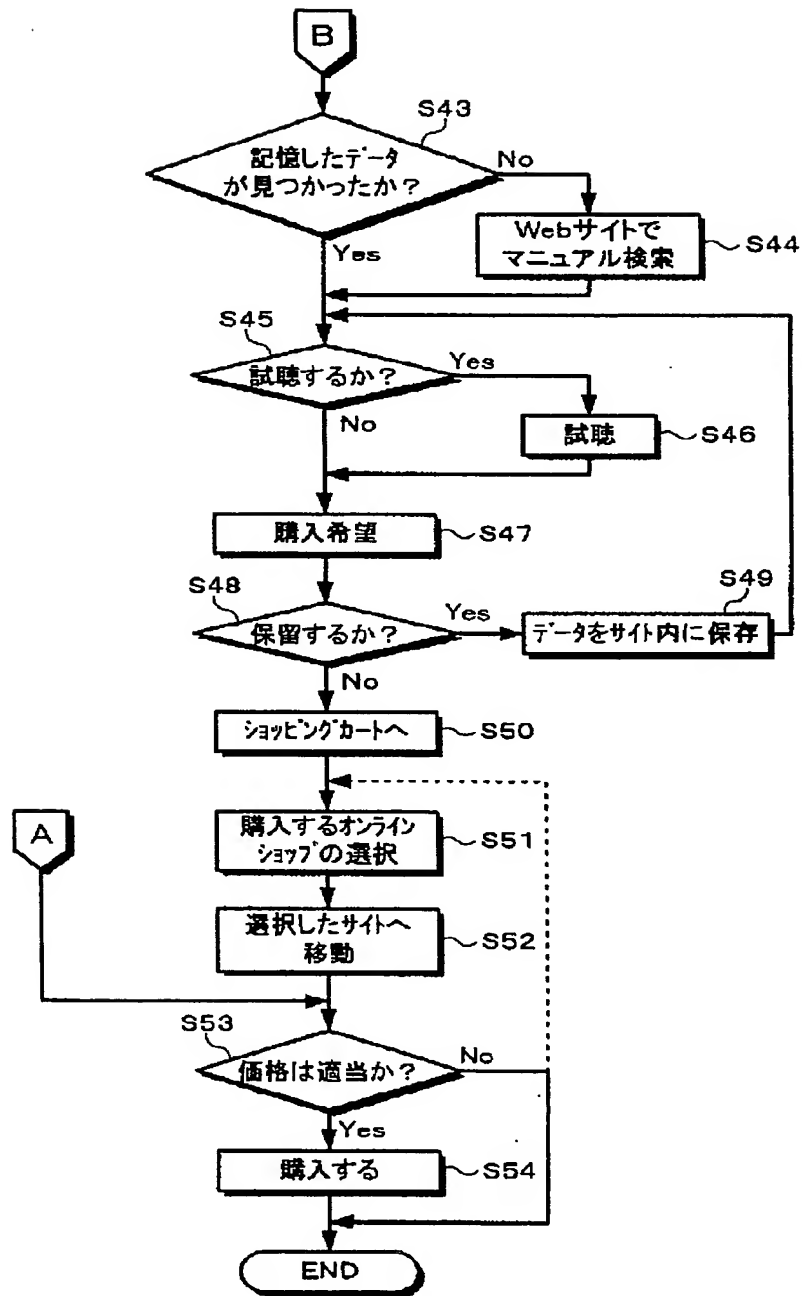 B
S43
記憶したデータ
が見つかったか？
No
Yes
Webサイトで
マニュアル検索
S44
S45
試聴するか？
Yes
No
試聴
S46
購入希望
S47
S48
保留するか？
Yes
No
S49
データをサイト内に保存
ショッピングカートへ
S50
A
購入するオンライン
ショップの選択
S51
選択したサイトへ
移動
S52
S53
価格は適当か？
No
Yes
購入する
S54
END